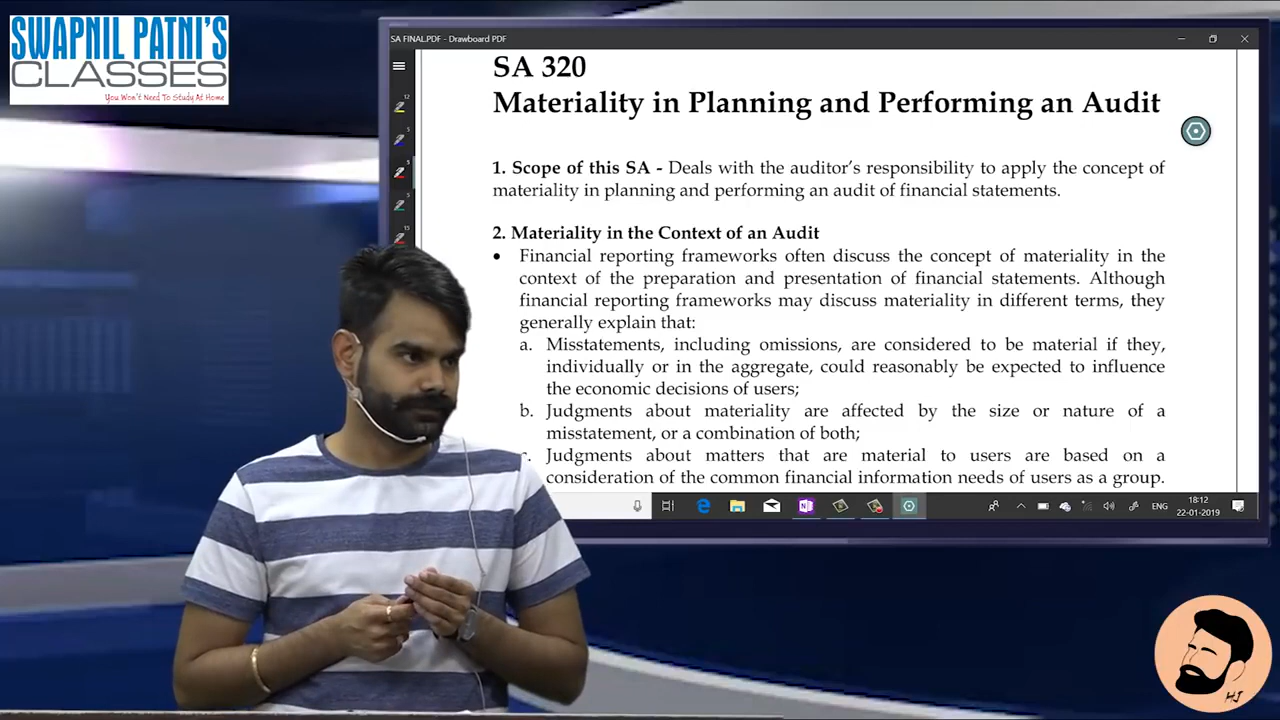 SWAPNIL PATNI'S
CLASSES
You Won't Need To Study At Home
SA FINAL.PDF - Drawboard PDF
SA 320
Materiality in Planning and Performing an Audit
1. Scope of this SA - Deals with the auditor's responsibility to apply the concept of
materiality in planning and performing an audit of financial statements.
2. Materiality in the Context of an Audit
• Financial reporting frameworks often discuss the concept of materiality in the
context of the preparation and presentation of financial statements. Although
financial reporting frameworks may discuss materiality in different terms, they
generally explain that:
a. Misstatements, including omissions, are considered to be material if they,
individually or in the aggregate, could reasonably be expected to influence
the economic decisions of users;
b. Judgments about materiality are affected by the size or nature of a
misstatement, or a combination of both;
Judgments about matters that are material to users are based on a
consideration of the common financial information needs of users as a group.
12
5
5
5
15
ENG
18:12
22-01-2019
HJ